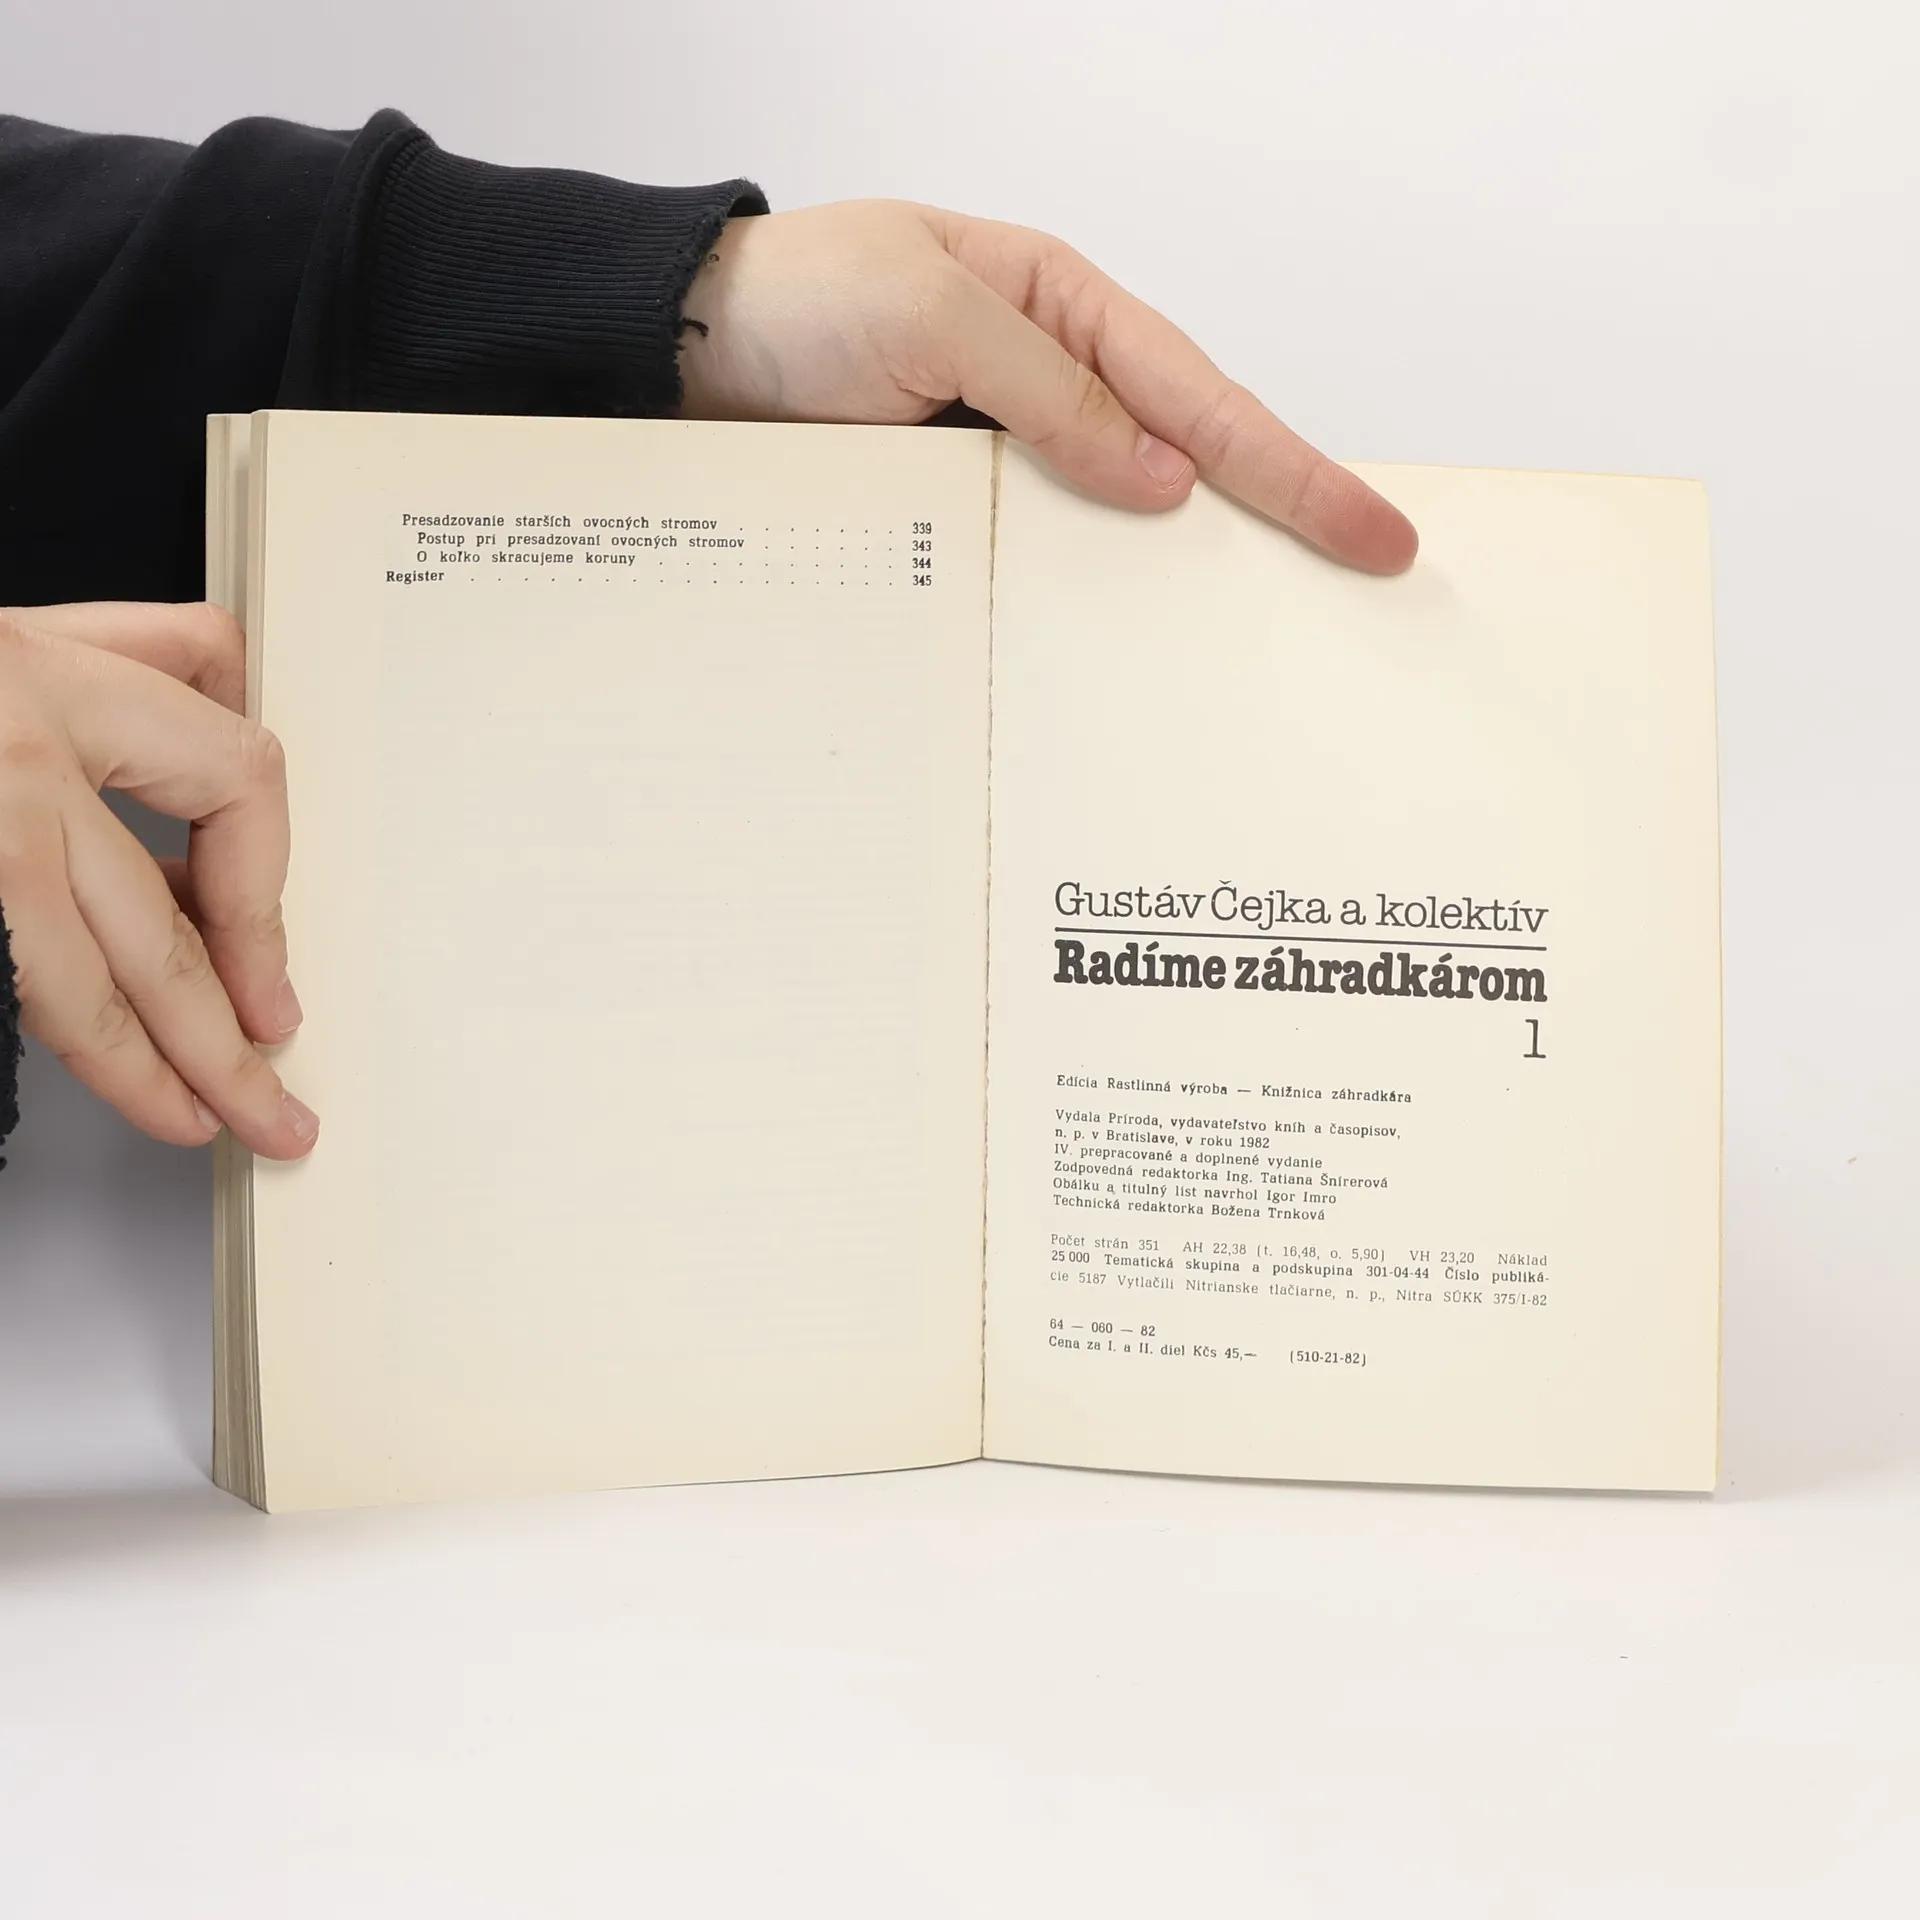 Presadzovanie starších ovocných stromov . . . . . . . 339
Postup pri presadzovaní ovocných stromov . . . . . . 343
O koľko skracujeme koruny . . . . . . . . . . 344
Register . . . . . . . . . . . . . . . . . 345
Gustáv Čejka a kolektív
Radíme záhradkárom
1
Edícia Rastlinná výroba — Knižnica záhradkára
Vydala Príroda, vydavateľstvo kníh a časopisov,
n. p. v Bratislave, v roku 1982
IV. prepracované a doplnené vydanie
Zodpovedná redaktorka Ing. Tatiana Šnírerová
Obálku a titulný list navrhol Igor Imro
Technická redaktorka Božena Trnková
Počet strán 351 AH 22,38 (t. 16,48, o. 5,90) VH 23,20 Náklad
25 000 Tematická skupina a podskupina 301-04-44 Číslo publiká-
cie 5187 Vytlačili Nitrianske tlačiarne, n. p., Nitra SÚKK 375/I-82
64 — 060 — 82
Cena za I. a II. diel Kčs 45,— (510-21-82)